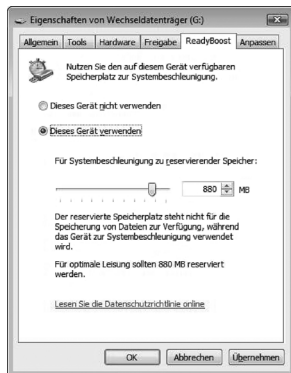 Eigenschaften von Wechseldatenträger (G:)
Allgemein Tools Hardware Freigabe ReadyBoost Anpassen
Nutzen Sie den auf diesem Gerät verfügbaren
Speicherplatz zur Systembeschleunigung.
Dieses Gerät nicht verwenden
Dieses Gerät verwenden
Für Systembeschleunigung zu reservierender Speicher:
880 MB
Der reservierte Speicherplatz steht nicht für die
Speicherung von Dateien zur Verfügung, während
das Gerät zur Systembeschleunigung verwendet
wird.
Für optimale Leisung sollten 880 MB reserviert
werden.
Lesen Sie die Datenschutzrichtlinie online
OK Abbrechen Übernehmen